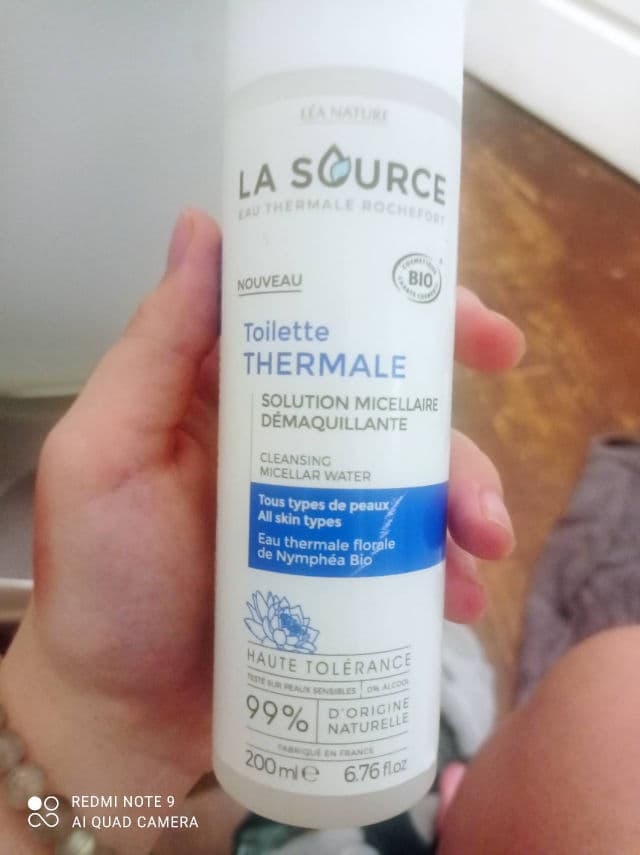 LÉA NATURE
LA SOURCE
EAU THERMALE ROCHEFORT
NOUVEAU
COSMETIQUE
BIO
Toilette
THERMALE
SOLUTION MICELLAIRE
DÉMAQUILLANTE
CLEANSING
MICELLAR WATER
Tous types de peaux
All skin types
Eau thermale florale
de Nymphéa Bio
HAUTE TOLÉRANCE
TESTÉ SUR PEAUX SENSIBLES 0% ALCOOL
99% D'ORIGINE
NATURELLE
FABRIQUÉ EN FRANCE
200 ml e 6.76 fl.oz
REDMI NOTE 9
AI QUAD CAMERA